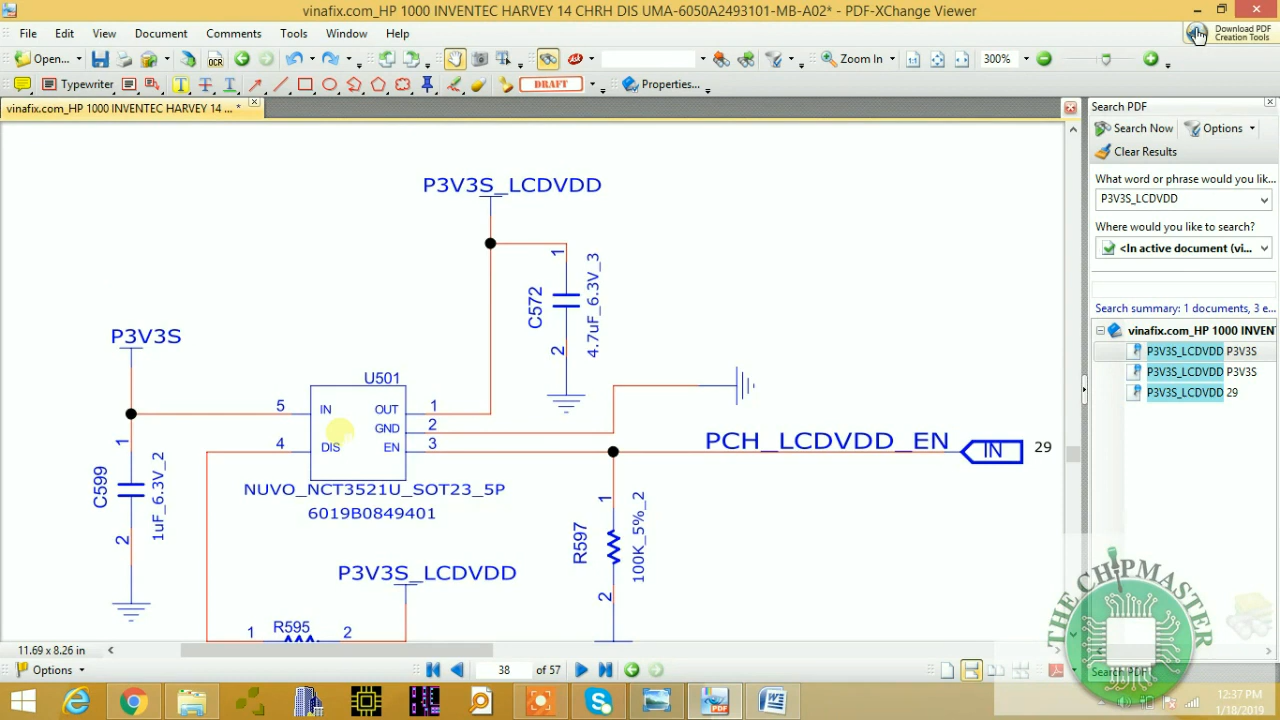 vinafix.com_HP 1000 INVENTEC HARVEY 14 CHRH DIS UMA-6050A2493101-MB-A02* - PDF-XChange Viewer
File Edit View Document Comments Tools Window Help
Download PDF
Creation Tools
Open... OCR Zoom In 300%
Typewriter DRAFT Properties...
vinafix.com_HP 1000 INVENTEC HARVEY 14 ... *
Search PDF
Search Now Options
Clear Results
What word or phrase would you lik...
P3V3S_LCDVDD
Where would you like to search?
<In active document (vi...
Search summary: 1 documents, 3 e...
vinafix.com_HP 1000 INVENT
P3V3S_LCDVDD P3V3S
P3V3S_LCDVDD P3V3S
P3V3S_LCDVDD 29
P3V3S_LCDVDD
1
C572
4.7uF_6.3V_3
2
P3V3S
U501
5 IN OUT 1
GND 2
4 DIS EN 3
PCH_LCDVDD_EN IN 29
NUVO_NCT3521U_SOT23_5P
6019B0849401
1
C599
1uF_6.3V_2
2
1
R597
100K_5%_2
2
P3V3S_LCDVDD
1 R595 2
THE CHIPMASTER
11.69 x 8.26 in
Options 38 of 57
Search PDF
12:37 PM
1/18/2019